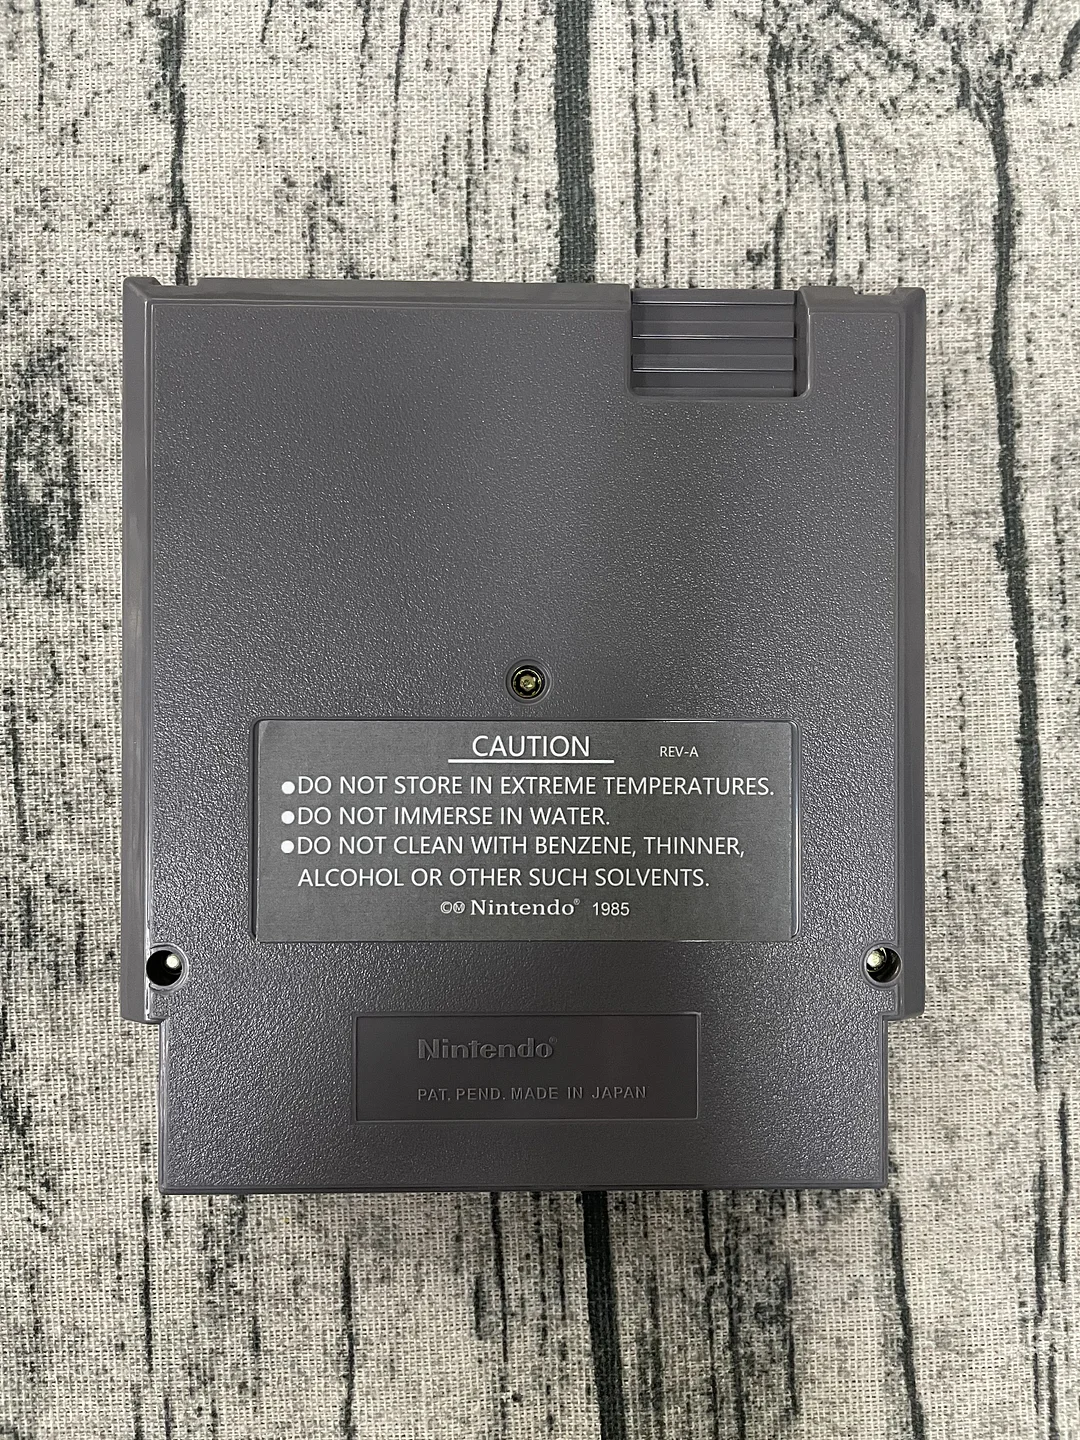 CAUTION REV-A
●DO NOT STORE IN EXTREME TEMPERATURES.
●DO NOT IMMERSE IN WATER.
●DO NOT CLEAN WITH BENZENE, THINNER,
ALCOHOL OR OTHER SUCH SOLVENTS.
©Ⓜ Nintendo® 1985
Nintendo®
PAT. PEND. MADE IN JAPAN